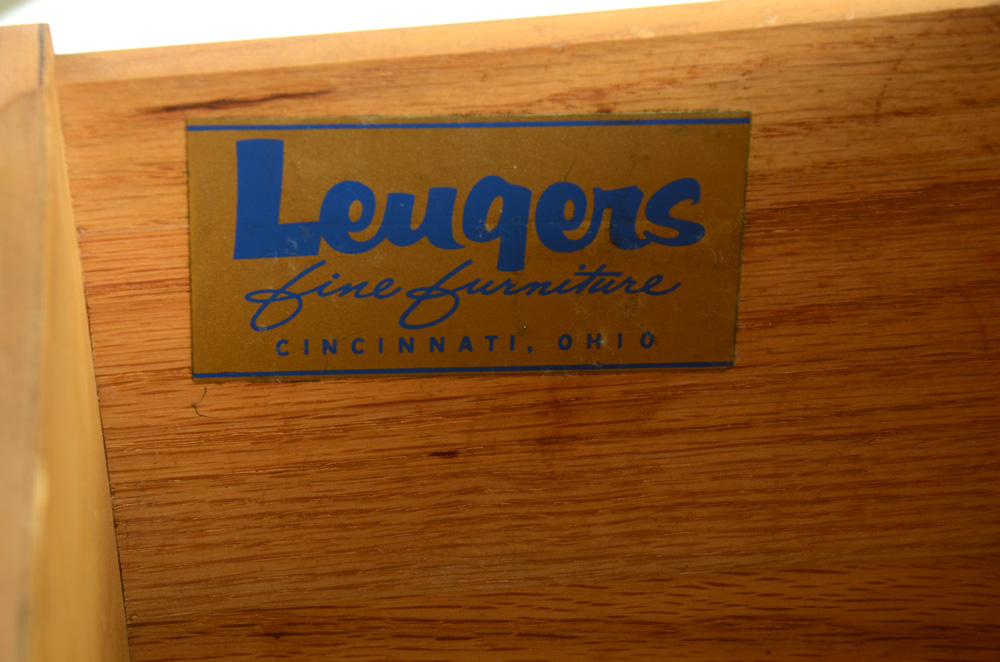 Leugers
fine furniture
CINCINNATI, OHIO